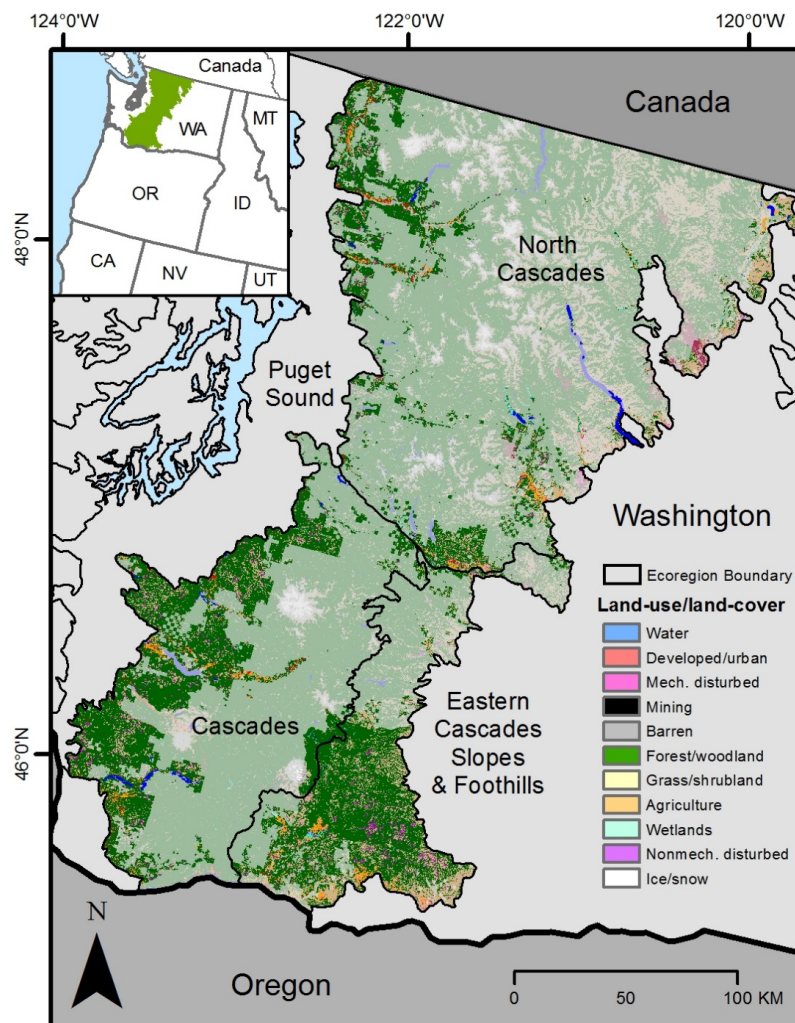 124°0'W
122°0'W
120°0'W
Canada
WA
MT
OR
ID
CA
NV
UT
Canada
48°0'N
North
Cascades
Puget
Sound
Washington
Ecoregion Boundary
Land-use/land-cover
Water
Developed/urban
Mech. disturbed
Mining
Barren
Forest/woodland
Grass/shrubland
Agriculture
Wetlands
Nonmech. disturbed
Ice/snow
Cascades
Eastern
Cascades
Slopes
& Foothills
46°0'N
N
Oregon
0
50
100 KM